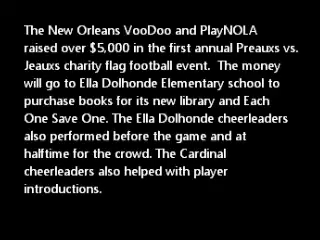 The New Orleans VooDoo and PlayNOLA
raised over $5,000 in the first annual Preauxs vs.
Jeauxs charity flag football event.  The money
will go to Ella Dolhonde Elementary school to
purchase books for its new library and Each
One Save One. The Ella Dolhonde cheerleaders
also performed before the game and at
halftime for the crowd. The Cardinal
cheerleaders also helped with player
introductions.